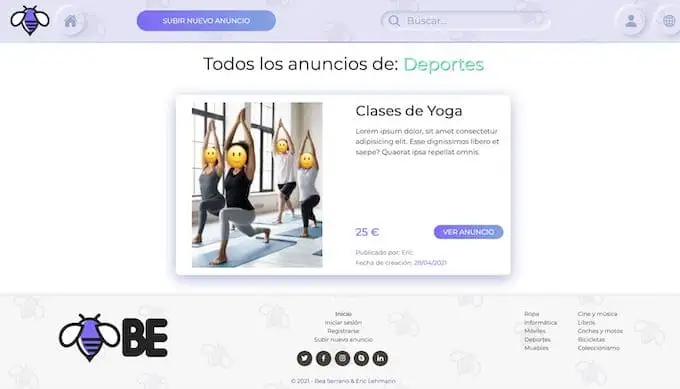 SUBIR NUEVO ANUNCIO
Buscar...
Todos los anuncios de: Deportes
Clases de Yoga
Lorem ipsum dolor, sit amet consectetur
adipisicing elit. Esse dignissimos libero et
saepe? Quaerat ipsa repellat omnis.
25 €
VER ANUNCIO
Publicado por: Eric
Fecha de creación: 28/04/2021
BE
Inicio
Iniciar sesión
Registrarse
Subir nuevo anuncio
Ropa
Informática
Móviles
Deportes
Muebles
Cine y música
Libros
Coches y motos
Bicicletas
Coleccionismo
© 2021 - Bea Serrano & Eric Lehmann